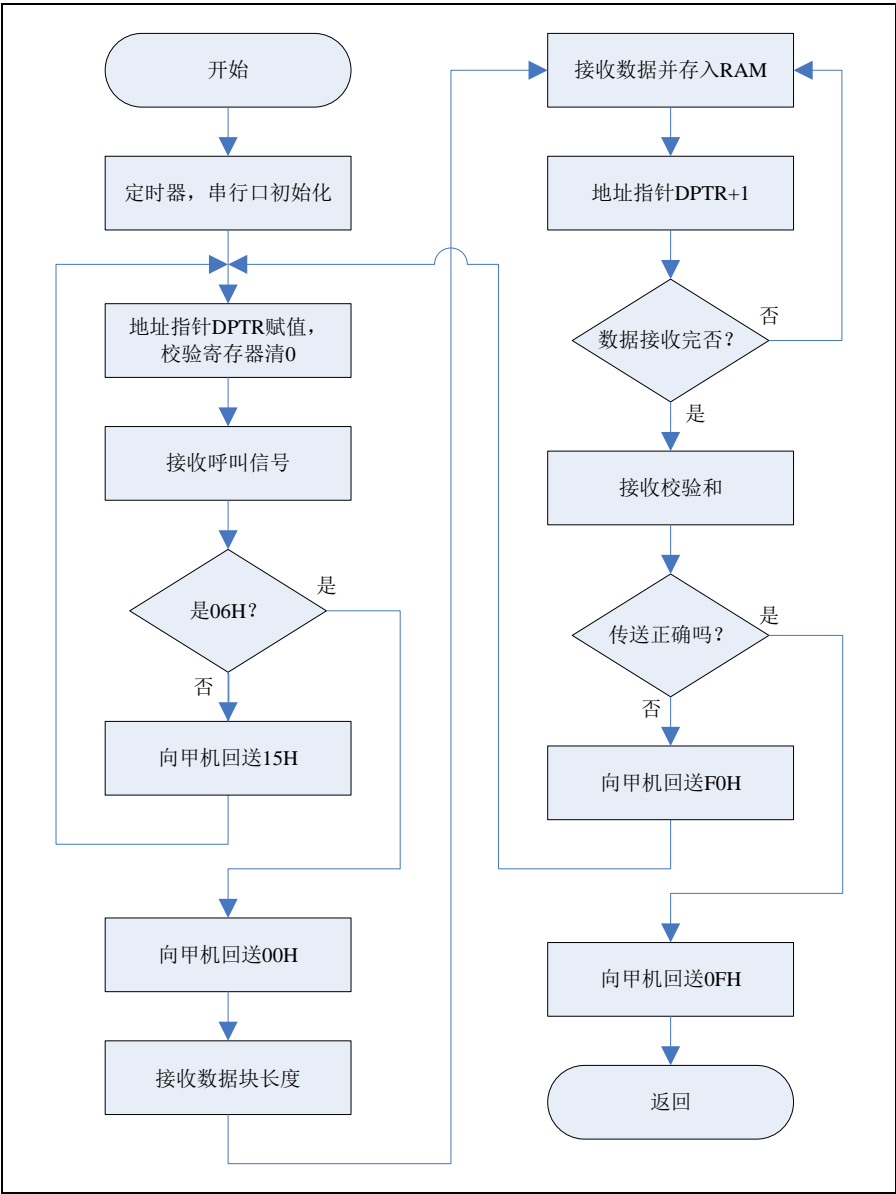 开始
定时器，串行口初始化
地址指针DPTR赋值，
校验寄存器清0
接收呼叫信号
是06H？
是
否
向甲机回送15H
向甲机回送00H
接收数据块长度
接收数据并存入RAM
地址指针DPTR+1
数据接收完否？
否
是
接收校验和
传送正确吗？
是
否
向甲机回送F0H
向甲机回送0FH
返回